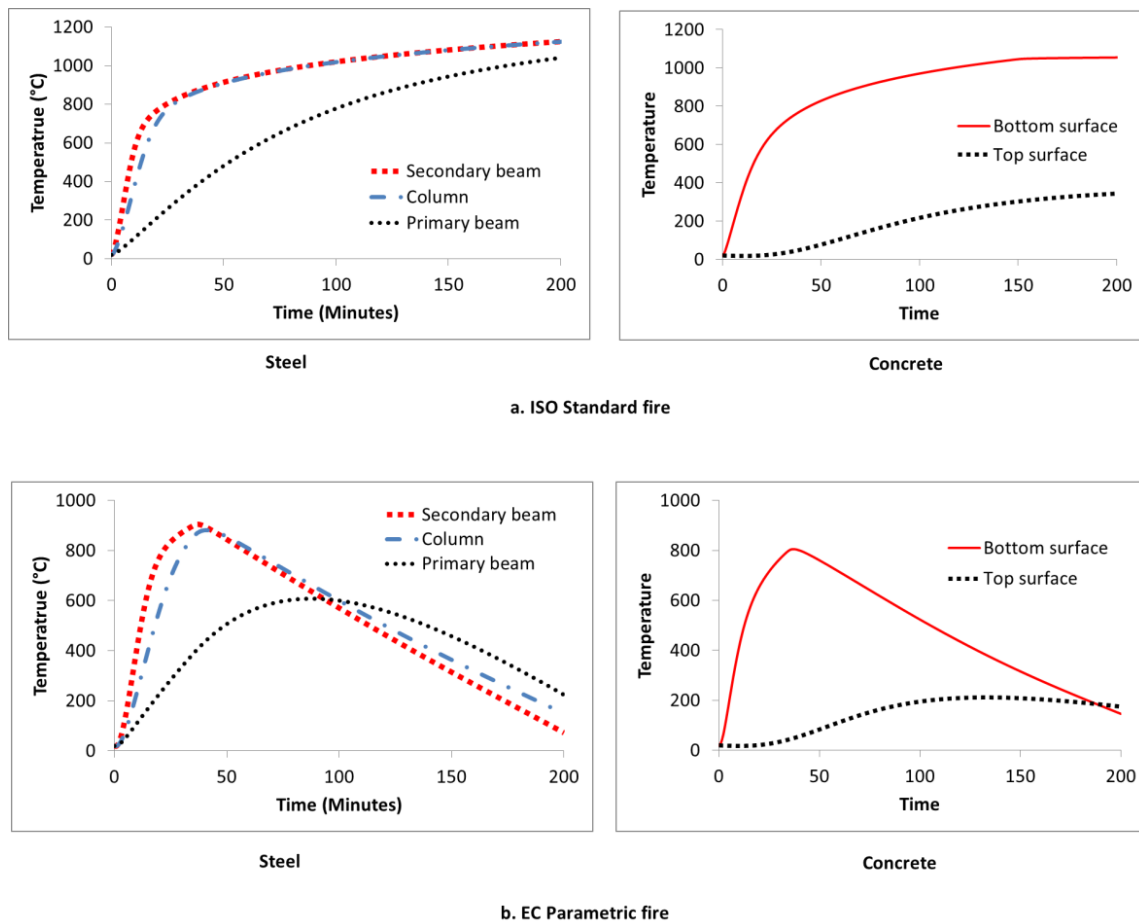 1200
1000
800
600
400
200
0
Temperatrue (°C)
Secondary beam
Column
Primary beam
0 50 100 150 200
Time (Minutes)
Steel
1200
1000
800
600
400
200
0
Temperature
Bottom surface
Top surface
0 50 100 150 200
Time
Concrete
a. ISO Standard fire
1000
800
600
400
200
0
Temperatrue (°C)
Secondary beam
Column
Primary beam
0 50 100 150 200
Time (Minutes)
Steel
1000
800
600
400
200
0
Temperature
Bottom surface
Top surface
0 50 100 150 200
Time
Concrete
b. EC Parametric fire